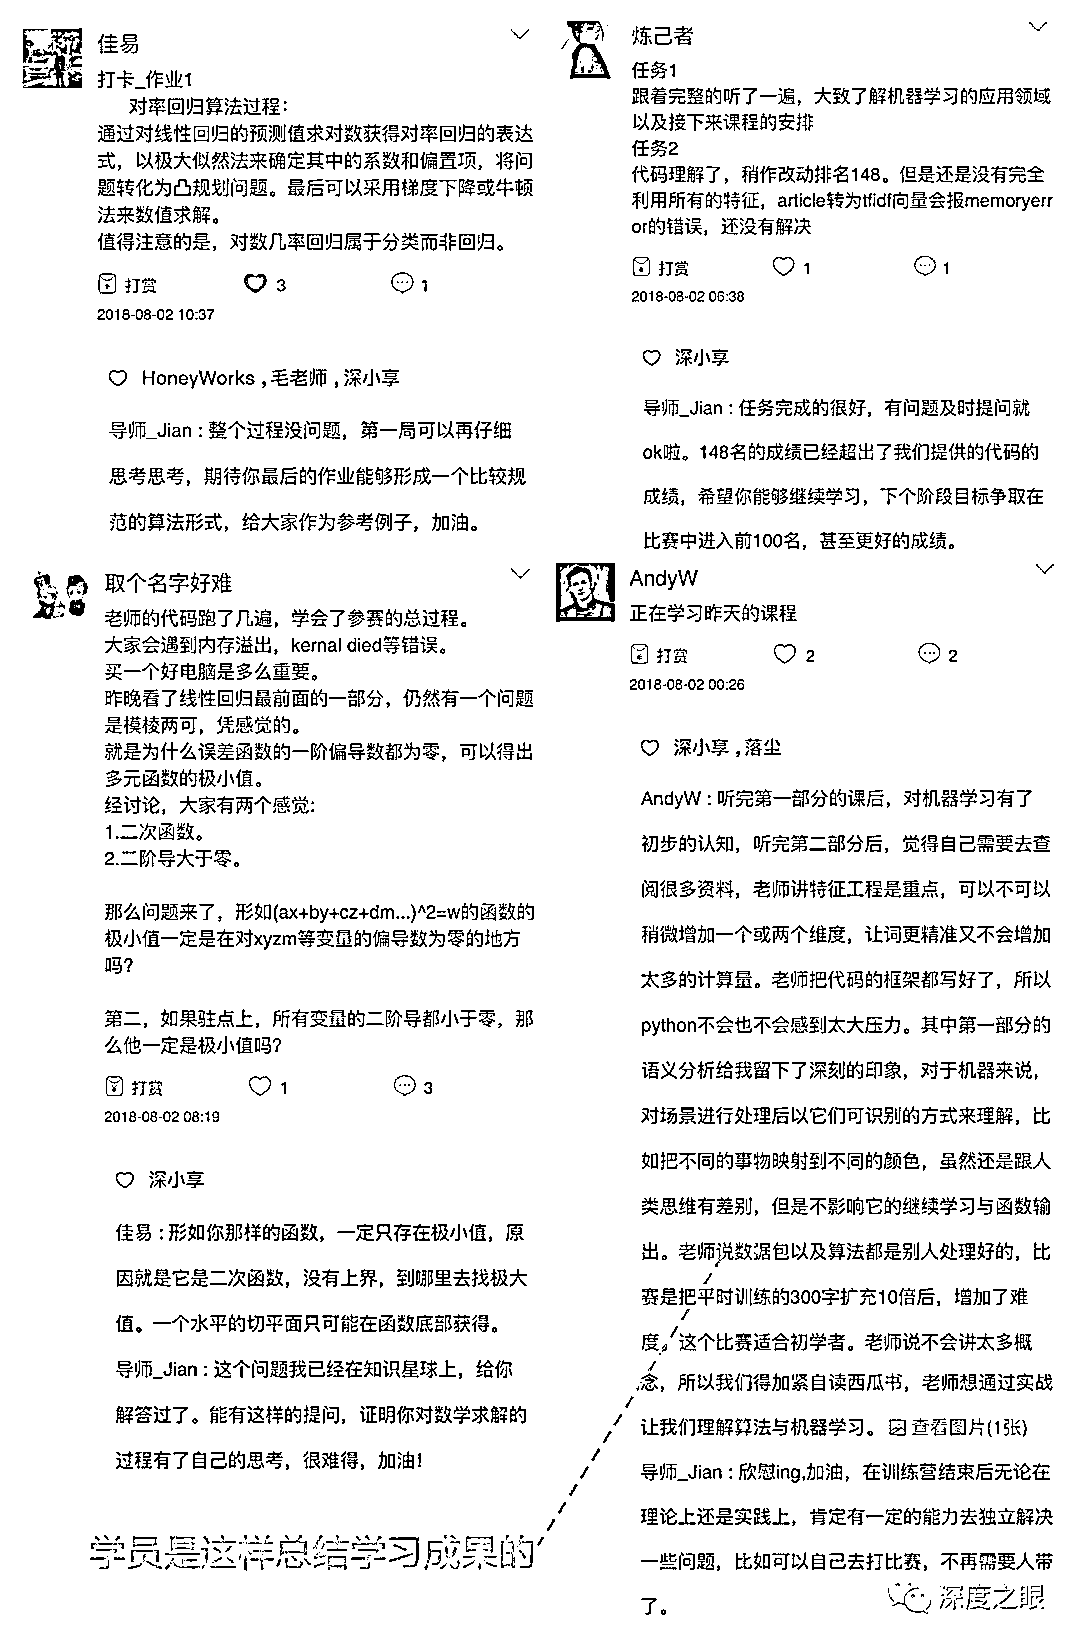 佳易
打卡_作业1
对率回归算法过程：
通过对线性回归的预测值求对数获得对率回归的表达
式，以极大似然法来确定其中的系数和偏置项，将问
题转化为凸规划问题。最后可以采用梯度下降或牛顿
法来数值求解。
值得注意的是，对数几率回归属于分类而非回归。
打赏 3 1
2018-08-02 10:37
HoneyWorks ,毛老师 ,深小享
导师_Jian : 整个过程没问题，第一局可以再仔细
思考思考，期待你最后的作业能够形成一个比较规
范的算法形式，给大家作为参考例子，加油。
炼己者
任务1
跟着完整的听了一遍，大致了解机器学习的应用领域
以及接下来课程的安排
任务2
代码理解了，稍作改动排名148。但是还是没有完全
利用所有的特征，article转为tfidf向量会报memoryerr
or的错误，还没有解决
打赏 1 1
2018-08-02 06:38
深小享
导师_Jian : 任务完成的很好，有问题及时提问就
ok啦。148名的成绩已经超出了我们提供的代码的
成绩，希望你能够继续学习，下个阶段目标争取在
比赛中进入前100名，甚至更好的成绩。
取个名字好难
老师的代码跑了几遍，学会了参赛的总过程。
大家会遇到内存溢出，kernal died等错误。
买一个好电脑是多么重要。
昨晚看了线性回归最前面的一部分，仍然有一个问题
是模棱两可，凭感觉的。
就是为什么误差函数的一阶偏导数都为零，可以得出
多元函数的极小值。
经讨论，大家有两个感觉:
1.二次函数。
2.二阶导大于零。
那么问题来了，形如(ax+by+cz+dm...)^2=w的函数的
极小值一定是在对xyzm等变量的偏导数为零的地方
吗？
第二，如果驻点上，所有变量的二阶导都小于零，那
么他一定是极小值吗？
打赏 1 3
2018-08-02 08:19
深小享
佳易 : 形如你那样的函数，一定只存在极小值，原
因就是它是二次函数，没有上界，到哪里去找极大
值。一个水平的切平面只可能在函数底部获得。
导师_Jian : 这个问题我已经在知识星球上，给你
解答过了。能有这样的提问，证明你对数学求解的
过程有了自己的思考，很难得，加油！
学员是这样总结学习成果的
AndyW
正在学习昨天的课程
打赏 2 2
2018-08-02 00:26
深小享 ,落尘
AndyW : 听完第一部分的课后，对机器学习有了
初步的认知，听完第二部分后，觉得自己需要去查
阅很多资料，老师讲特征工程是重点，可以不可以
稍微增加一个或两个维度，让词更精准又不会增加
太多的计算量。老师把代码的框架都写好了，所以
python不会也不会感到太大压力。其中第一部分的
语义分析给我留下了深刻的印象，对于机器来说，
对场景进行处理后以它们可识别的方式来理解，比
如把不同的事物映射到不同的颜色，虽然还是跟人
类思维有差别，但是不影响它的继续学习与函数输
出。老师说数据包以及算法都是别人处理好的，比
赛是把平时训练的300字扩充10倍后，增加了难
度。这个比赛适合初学者。老师说不会讲太多概
念，所以我们得加紧自读西瓜书，老师想通过实战
让我们理解算法与机器学习。 查看图片(1张)
导师_Jian : 欣慰ing,加油，在训练营结束后无论在
理论上还是实践上，肯定有一定的能力去独立解决
一些问题，比如可以自己去打比赛，不再需要人带
了。
深度之眼